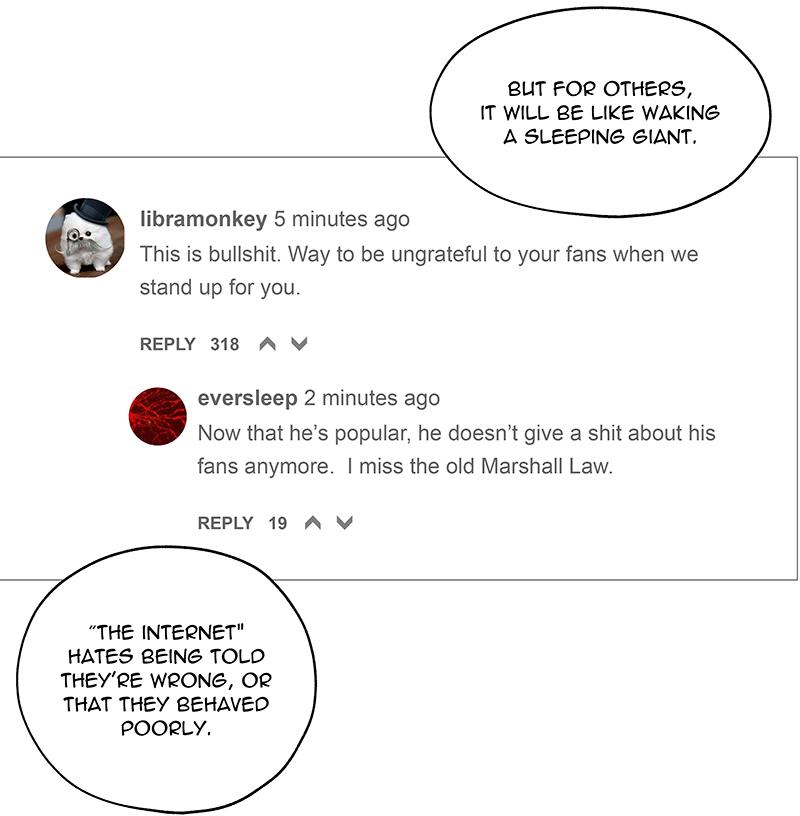 BUT FOR OTHERS,
IT WILL BE LIKE WAKING
A SLEEPING GIANT.
libramonkey 5 minutes ago
This is bullshit. Way to be ungrateful to your fans when we
stand up for you.
REPLY 318
eversleep 2 minutes ago
Now that he’s popular, he doesn’t give a shit about his
fans anymore.  I miss the old Marshall Law.
REPLY 19
“THE INTERNET"
HATES BEING TOLD
THEY'RE WRONG, OR
THAT THEY BEHAVED
POORLY.